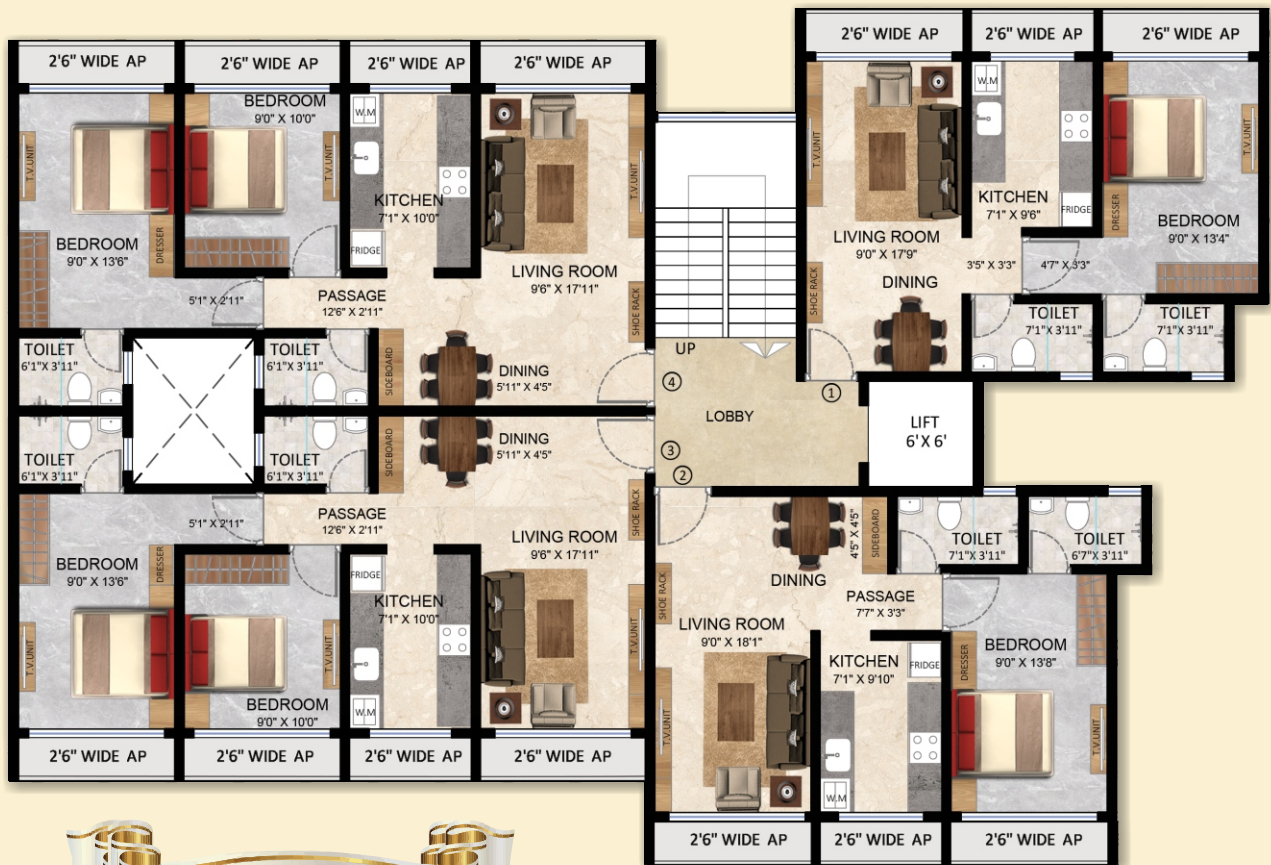 2'6" WIDE AP
2'6" WIDE AP
2'6" WIDE AP
2'6" WIDE AP
BEDROOM
9'0" X 13'6"
T.V.UNIT
DRESSER
BEDROOM
9'0" X 10'0"
T.V.UNIT
W.M
KITCHEN
7'1" X 10'0"
FRIDGE
LIVING ROOM
9'6" X 17'11"
T.V.UNIT
SHOE RACK
5'1" X 2'11"
PASSAGE
12'6" X 2'11"
TOILET
6'1"X 3'11"
TOILET
6'1"X 3'11"
SIDEBOARD
DINING
5'11" X 4'5"
2'6" WIDE AP
2'6" WIDE AP
2'6" WIDE AP
T.V.UNIT
LIVING ROOM
9'0" X 17'9"
SHOE RACK
DINING
W.M
KITCHEN
7'1" X 9'6"
FRIDGE
DRESSER
T.V.UNIT
BEDROOM
9'0" X 13'4"
3'5" X 3'3"
4'7" X 3'3"
TOILET
7'1"X 3'11"
TOILET
7'1"X 3'11"
UP
LOBBY
4
3
2
1
LIFT
6' X 6'
TOILET
6'1"X 3'11"
TOILET
6'1"X 3'11"
SIDEBOARD
DINING
5'11" X 4'5"
5'1" X 2'11"
PASSAGE
12'6" X 2'11"
SHOE RACK
LIVING ROOM
9'6" X 17'11"
T.V.UNIT
BEDROOM
9'0" X 13'6"
DRESSER
T.V.UNIT
T.V.UNIT
BEDROOM
9'0" X 10'0"
FRIDGE
KITCHEN
7'1" X 10'0"
W.M
2'6" WIDE AP
2'6" WIDE AP
2'6" WIDE AP
2'6" WIDE AP
4'5" X 4'5"
SIDEBOARD
DINING
TOILET
7'1"X 3'11"
TOILET
6'7"X 3'11"
SHOE RACK
PASSAGE
7'7" X 3'3"
LIVING ROOM
9'0" X 18'1"
T.V.UNIT
KITCHEN
7'1" X 9'10"
FRIDGE
W.M
DRESSER
BEDROOM
9'0" X 13'8"
T.V.UNIT
2'6" WIDE AP
2'6" WIDE AP
2'6" WIDE AP